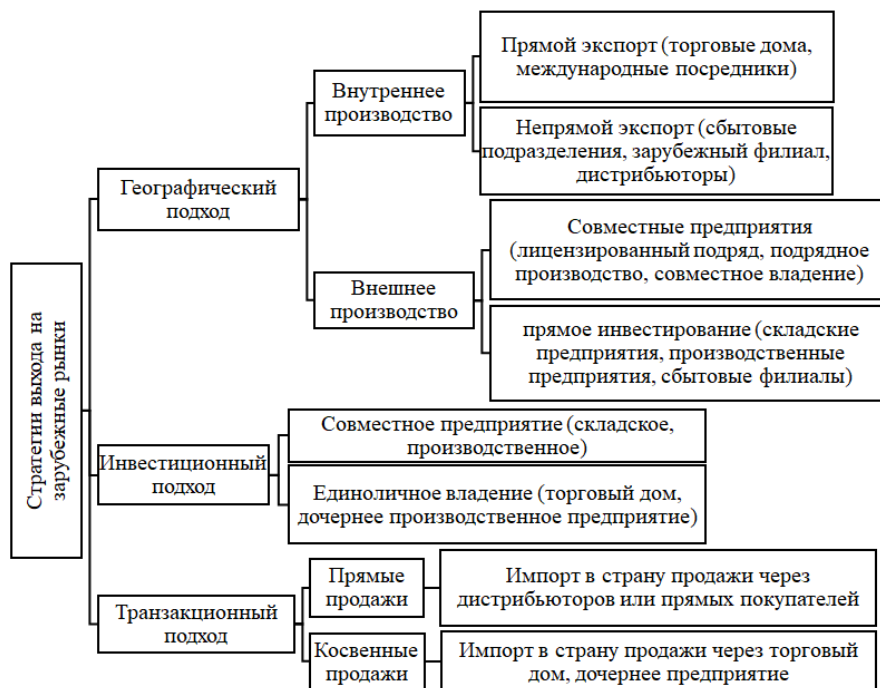 Стратегии выхода на
зарубежные рынки
Географический
подход
Внутреннее
производство
Прямой экспорт (торговые дома,
международные посредники)
Непрямой экспорт (сбытовые
подразделения, зарубежный филиал,
дистрибьюторы)
Внешнее
производство
Совместные предприятия
(лицензированный подряд, подрядное
производство, совместное владение)
прямое инвестирование (складские
предприятия, производственные
предприятия, сбытовые филиалы)
Инвестиционный
подход
Совместное предприятие (складское,
производственное)
Единоличное владение (торговый дом,
дочернее производственное предприятие)
Транзакционный
подход
Прямые
продажи
Импорт в страну продажи через
дистрибьюторов или прямых покупателей
Косвенные
продажи
Импорт в страну продажи через торговый
дом, дочернее предприятие